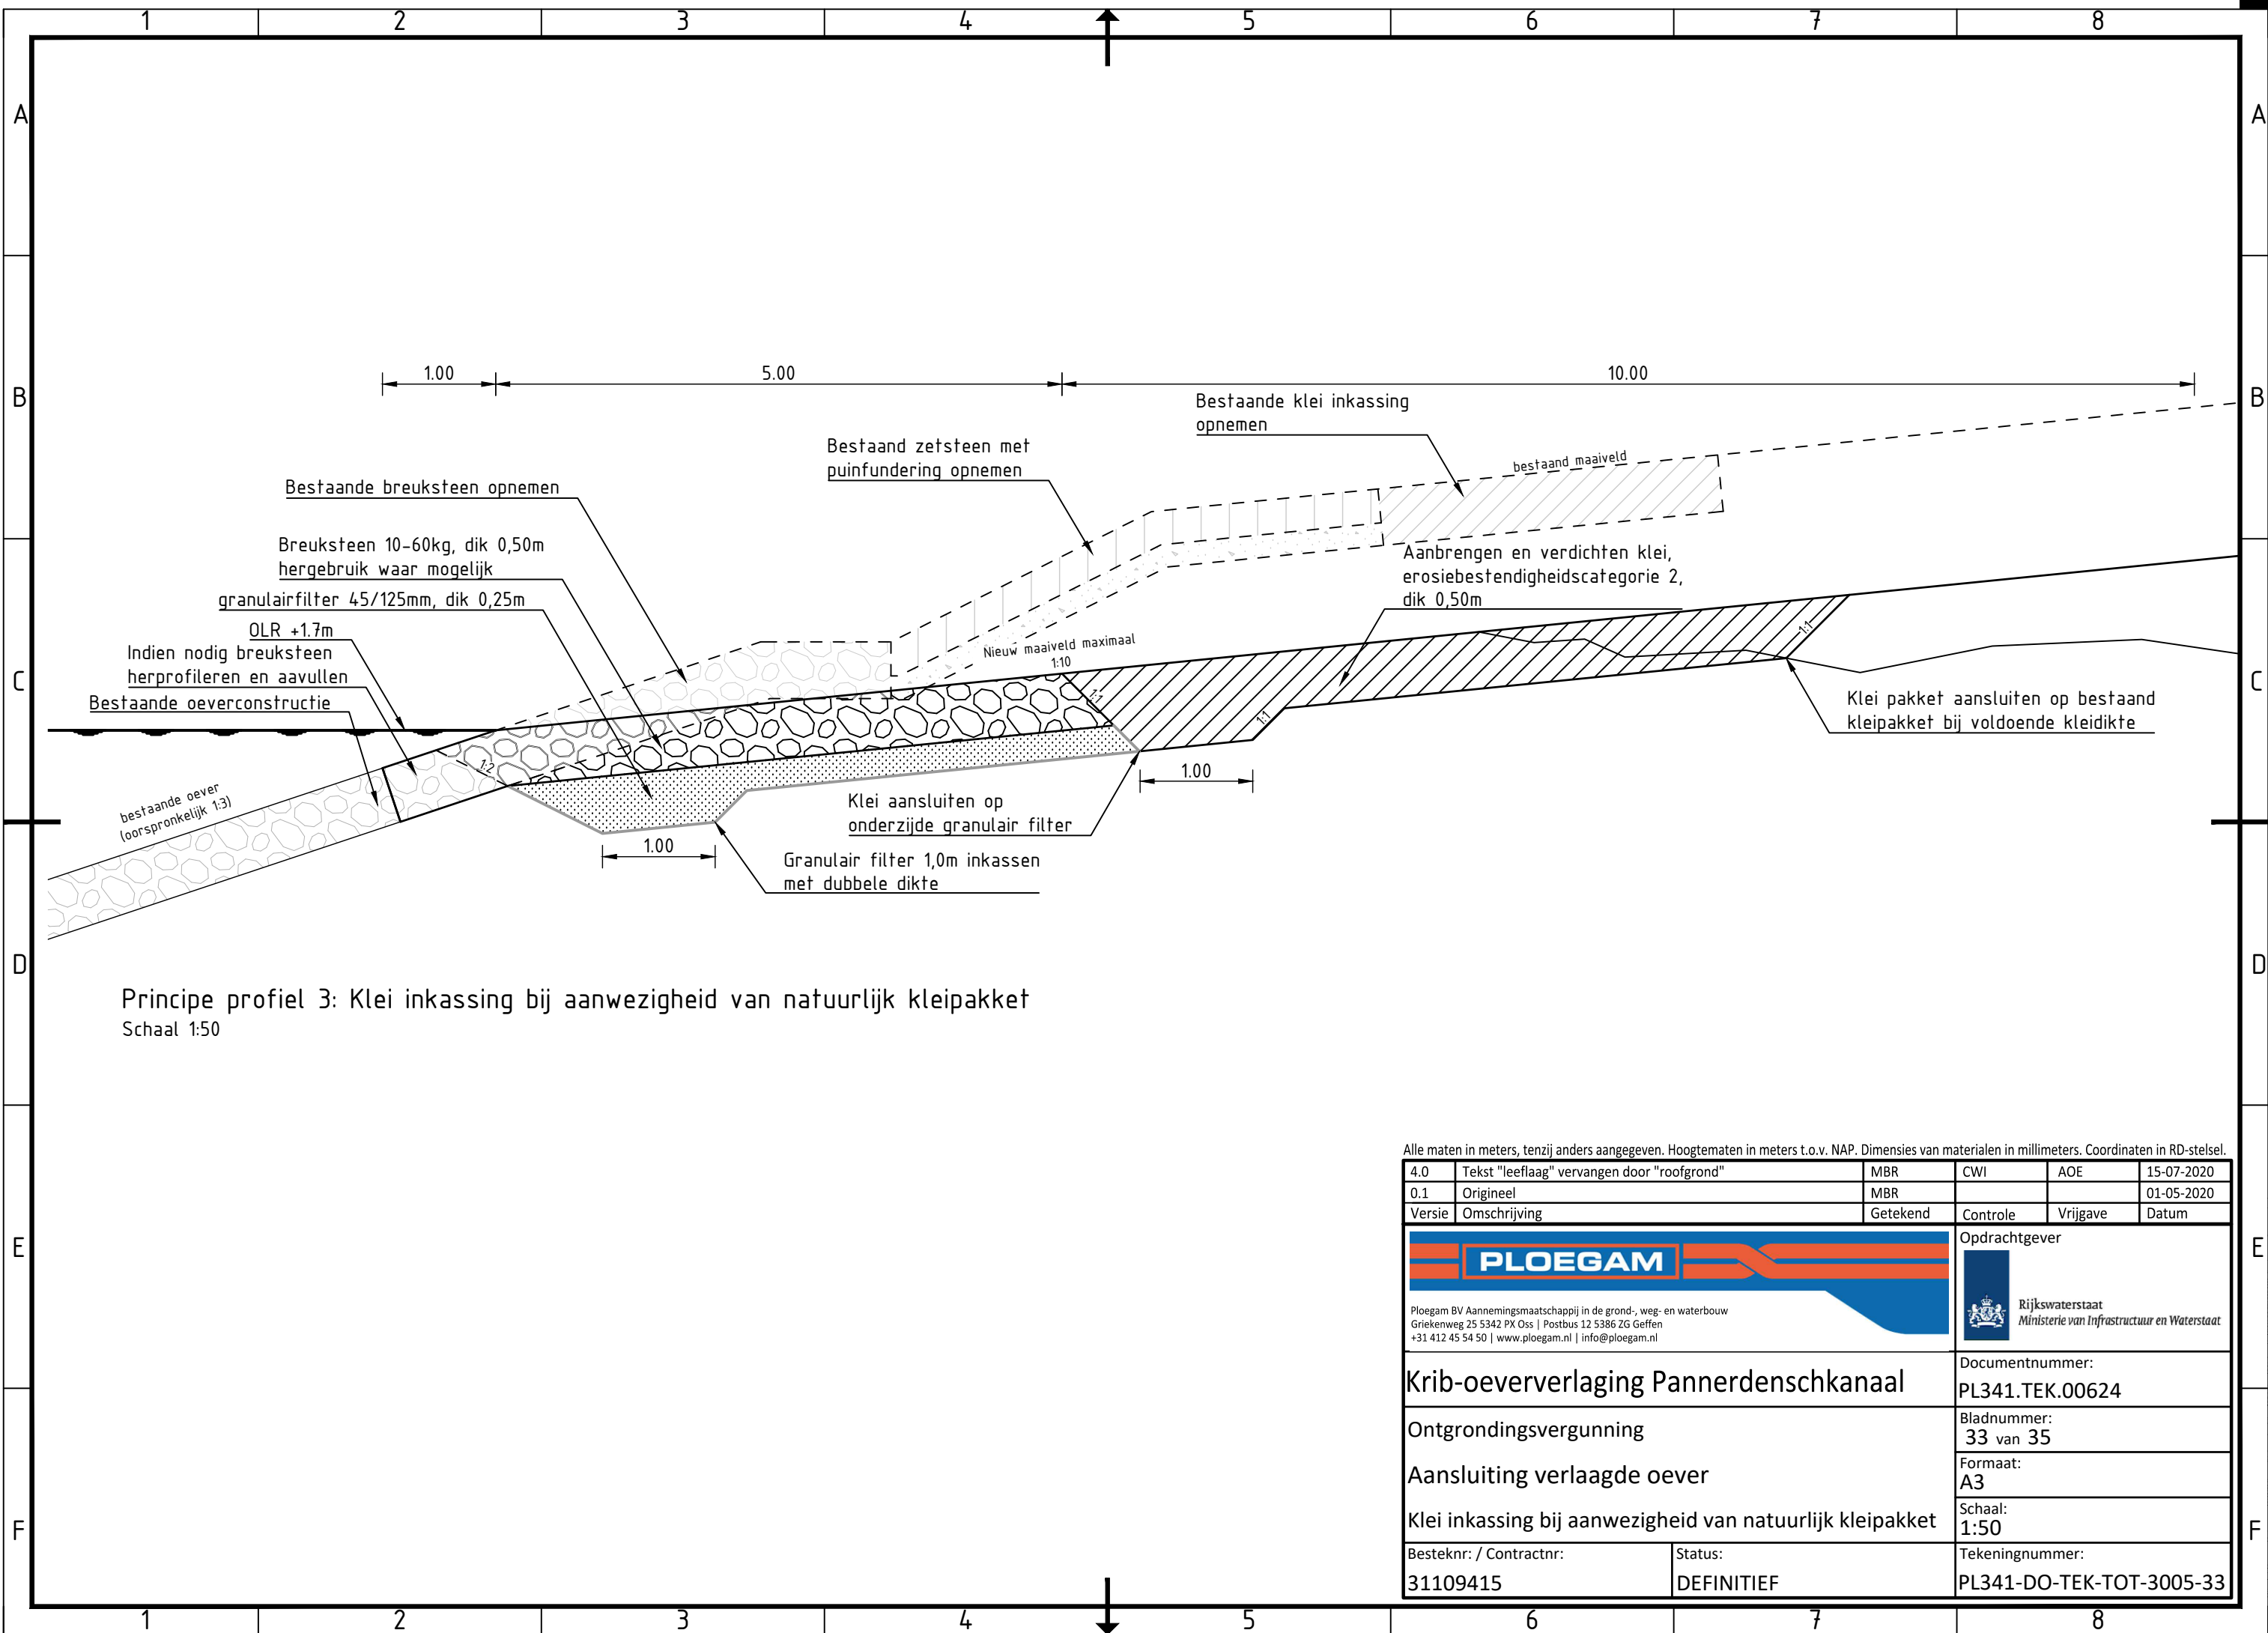 1 2 3 4 5 6 7 8
A A
B B
C C
D D
E E
F F
1.00
5.00
10.00
Bestaande klei inkassing
opnemen
Bestaand zetsteen met
puinfundering opnemen
bestaand maaiveld
Bestaande breuksteen opnemen
Breuksteen 10-60kg, dik 0,50m
hergebruik waar mogelijk
granulairfilter 45/125mm, dik 0,25m
OLR +1.7m
Indien nodig breuksteen
herprofileren en aavullen
Bestaande oeverconstructie
Aanbrengen en verdichten klei,
erosiebestendigheidscategorie 2,
dik 0,50m
Nieuw maaiveld maximaal
1:10
1:1
1:1
1:1
1:2
Klei pakket aansluiten op bestaand
kleipakket bij voldoende kleidikte
bestaande oever
(oorspronkelijk 1:3)
1.00
Klei aansluiten op
onderzijde granulair filter
1.00
Granulair filter 1,0m inkassen
met dubbele dikte
Principe profiel 3: Klei inkassing bij aanwezigheid van natuurlijk kleipakket
Schaal 1:50
Alle maten in meters, tenzij anders aangegeven. Hoogtematen in meters t.o.v. NAP. Dimensies van materialen in millimeters. Coordinaten in RD-stelsel.
4.0 Tekst "leeflaag" vervangen door "roofgrond" MBR CWI AOE 15-07-2020
0.1 Origineel MBR 01-05-2020
Versie Omschrijving Getekend Controle Vrijgave Datum
PLOEGAM
Ploegam BV Aannemingsmaatschappij in de grond-, weg- en waterbouw
Griekenweg 25 5342 PX Oss | Postbus 12 5386 ZG Geffen
+31 412 45 54 50 | www.ploegam.nl | info@ploegam.nl
Opdrachtgever
Rijkswaterstaat
Ministerie van Infrastructuur en Waterstaat
Krib-oeververlaging Pannerdenschkanaal
Documentnummer:
PL341.TEK.00624
Ontgrondingsvergunning
Bladnummer:
33 van 35
Aansluiting verlaagde oever
Formaat:
A3
Klei inkassing bij aanwezigheid van natuurlijk kleipakket
Schaal:
1:50
Besteknr: / Contractnr:
31109415
Status:
DEFINITIEF
Tekeningnummer:
PL341-DO-TEK-TOT-3005-33
1 2 3 4 5 6 7 8